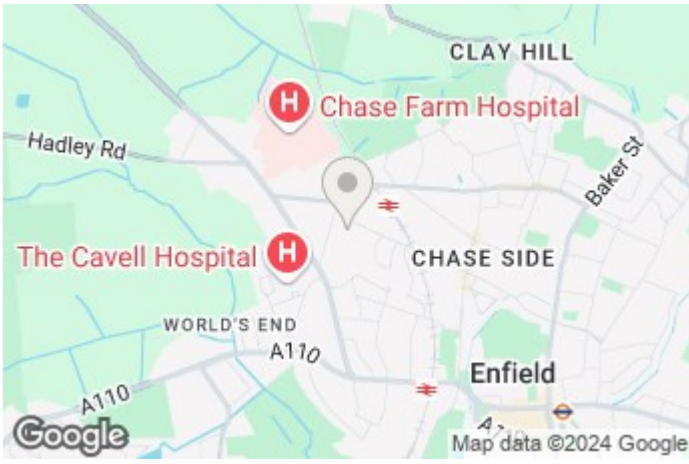 CLAY HILL
H
Chase Farm Hospital
Hadley Rd
Baker St
The Cavell Hospital
H
CHASE SIDE
WORLD'S END
A110
Enfield
A110
A110
Google
Map data ©2024 Google